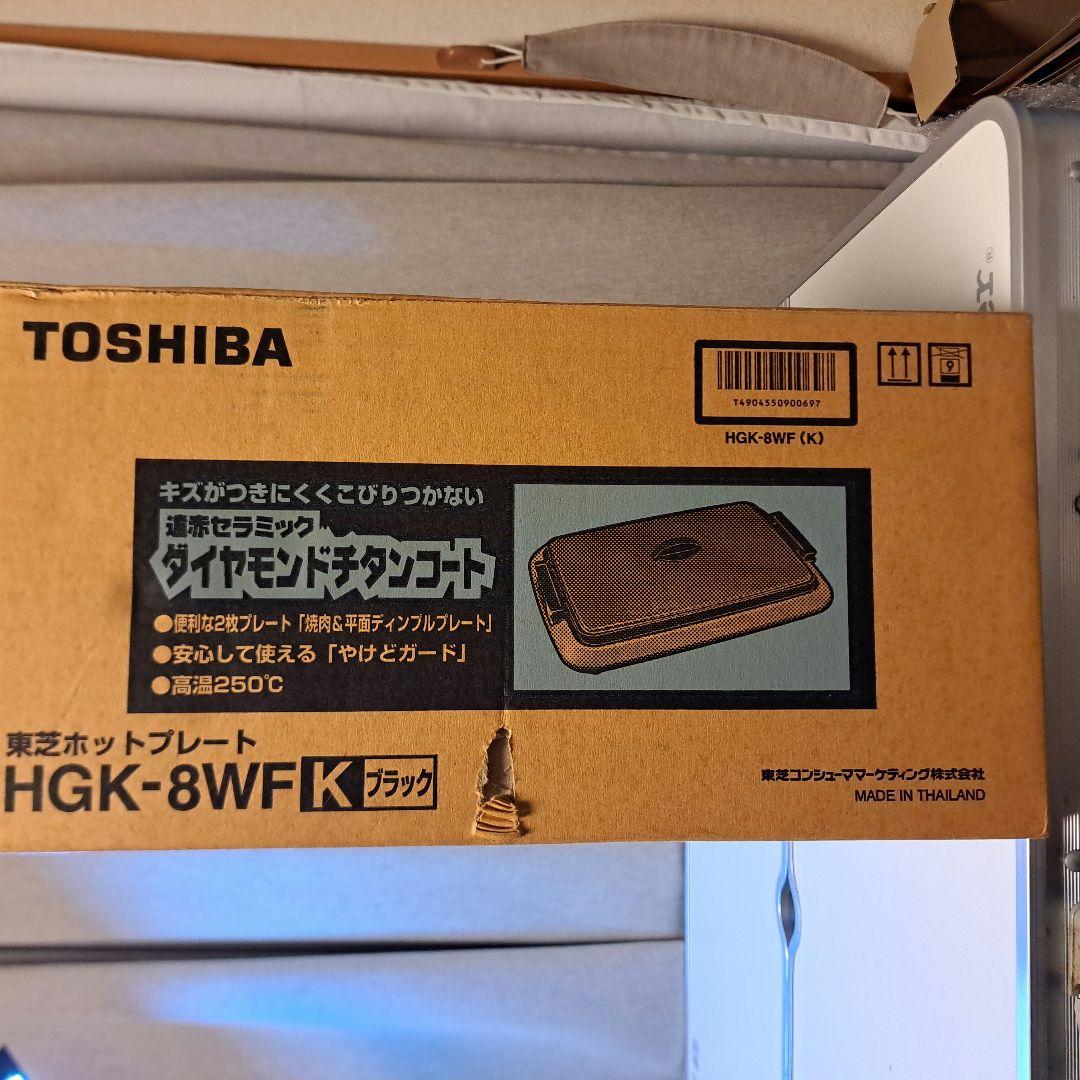 TOSHIBA
T4904550900697
9
HGK-8WF(K)
キズがつきにくくこびりつかない
遠赤セラミック
ダイヤモンドチタンコート
●便利な2枚プレート「焼肉&平面ディンプルプレート」
●安心して使える「やけどガード」
●高温250℃
東芝ホットプレート
HGK-8WF K ブラック
東芝コンシューママーケティング株式会社
MADE IN THAILAND